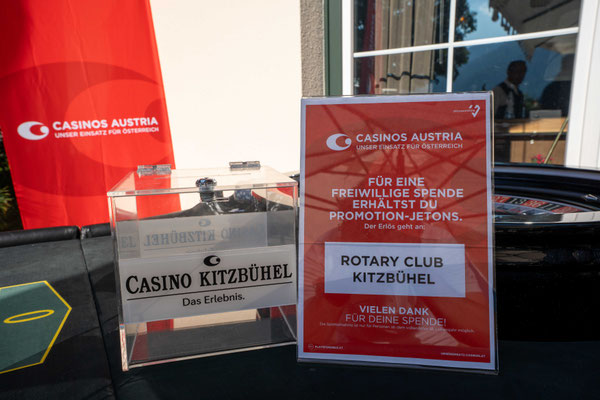 CASINOS AUSTRIA
UNSER EINSATZ FÜR ÖSTERREICH
CASINO KITZBÜHEL
Das Erlebnis.
CASINOS AUSTRIA
UNSER EINSATZ FÜR ÖSTERREICH
FÜR EINE
FREIWILLIGE SPENDE
ERHÄLTST DU
PROMOTION-JETONS.
Der Erlös geht an:
ROTARY CLUB
KITZBÜHEL
VIELEN DANK
FÜR DEINE SPENDE!